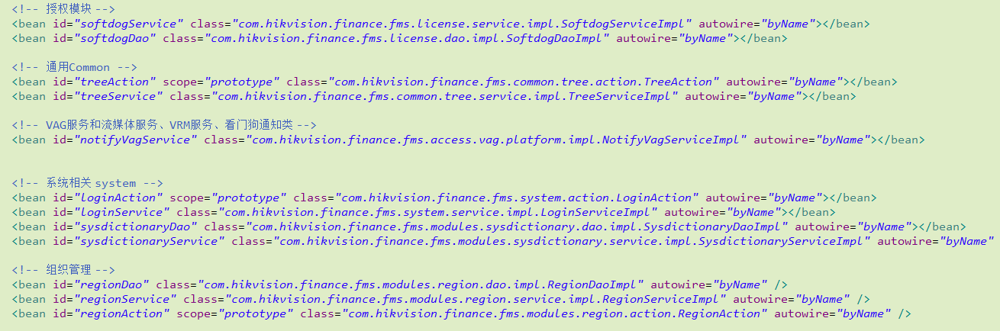 <!-- 授权模块 -->
<bean id="softdogService" class="com.hikvision.finance.fms.license.service.impl.SoftdogServiceImpl" autowire="byName"></bean>
<bean id="softdogDao" class="com.hikvision.finance.fms.license.dao.impl.SoftdogDaoImpl" autowire="byName"></bean>
<!-- 通用Common -->
<bean id="treeAction" scope="prototype" class="com.hikvision.finance.fms.common.tree.action.TreeAction" autowire="byName"></bean>
<bean id="treeService" class="com.hikvision.finance.fms.common.tree.service.impl.TreeServiceImpl" autowire="byName"></bean>
<!-- VAG服务和流媒体服务、VRM服务、看门狗通知类 -->
<bean id="notifyVagService" class="com.hikvision.finance.fms.access.vag.platform.impl.NotifyVagServiceImpl" autowire="byName"></bean>
<!-- 系统相关 system -->
<bean id="loginAction" scope="prototype" class="com.hikvision.finance.fms.system.action.LoginAction" autowire="byName"></bean>
<bean id="loginService" class="com.hikvision.finance.fms.system.service.impl.LoginServiceImpl" autowire="byName"></bean>
<bean id="sysdictionaryDao" class="com.hikvision.finance.fms.modules.sysdictionary.dao.impl.SysdictionaryDaoImpl" autowire="byName"></bean>
<bean id="sysdictionaryService" class="com.hikvision.finance.fms.modules.sysdictionary.service.impl.SysdictionaryServiceImpl" autowire="byName"
<!-- 组织管理 -->
<bean id="regionDao" class="com.hikvision.finance.fms.modules.region.dao.impl.RegionDaoImpl" autowire="byName" />
<bean id="regionService" class="com.hikvision.finance.fms.modules.region.service.impl.RegionServiceImpl" autowire="byName" />
<bean id="regionAction" scope="prototype" class="com.hikvision.finance.fms.modules.region.action.RegionAction" autowire="byName" />